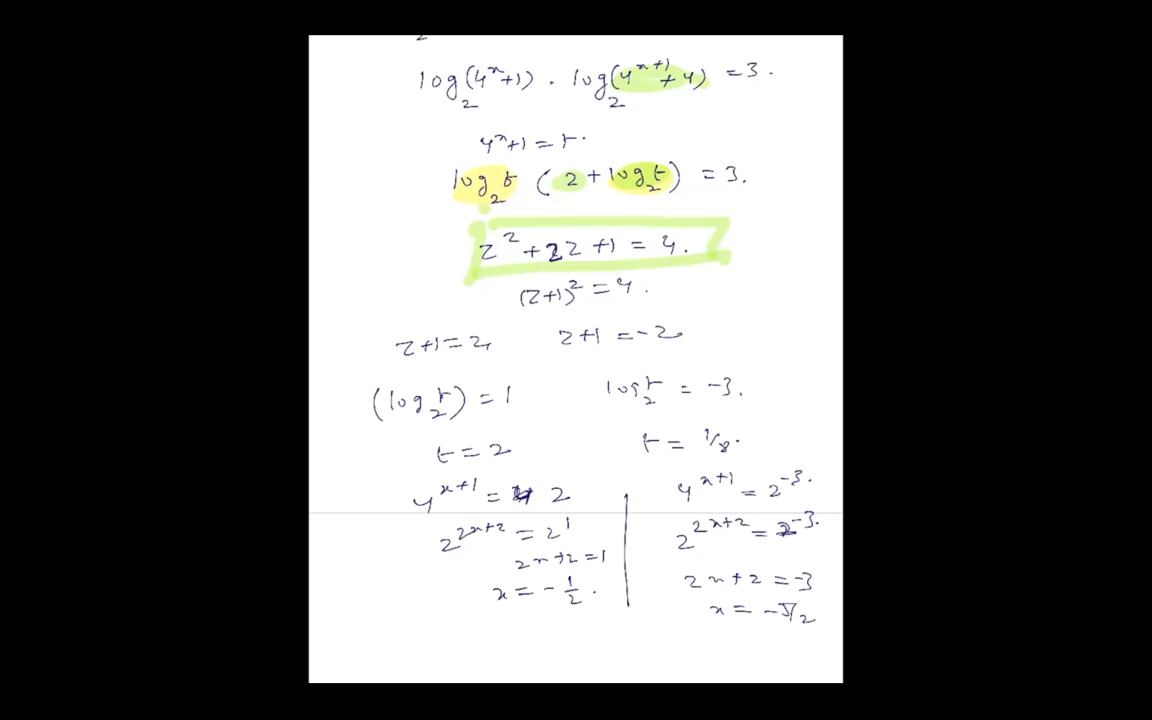 2
log₂(4ˣ+1) . log₂(4ˣ⁺¹+4) = 3.
4ˣ+1 = t.
log₂t (2 + log₂t) = 3.
z² + 2z + 1 = 4.
(z+1)² = 4.
z+1 = 2, z+1 = -2
(log₂t) = 1 log₂t = -3.
t = 2 t = 1/8.
4ˣ⁺¹ = 2 4ˣ⁺¹ = 2⁻³.
2²ˣ⁺² = 2¹ 2²ˣ⁺² = 2⁻³.
2x+2 = 1 2x+2 = -3
x = -1/2. x = -5/2